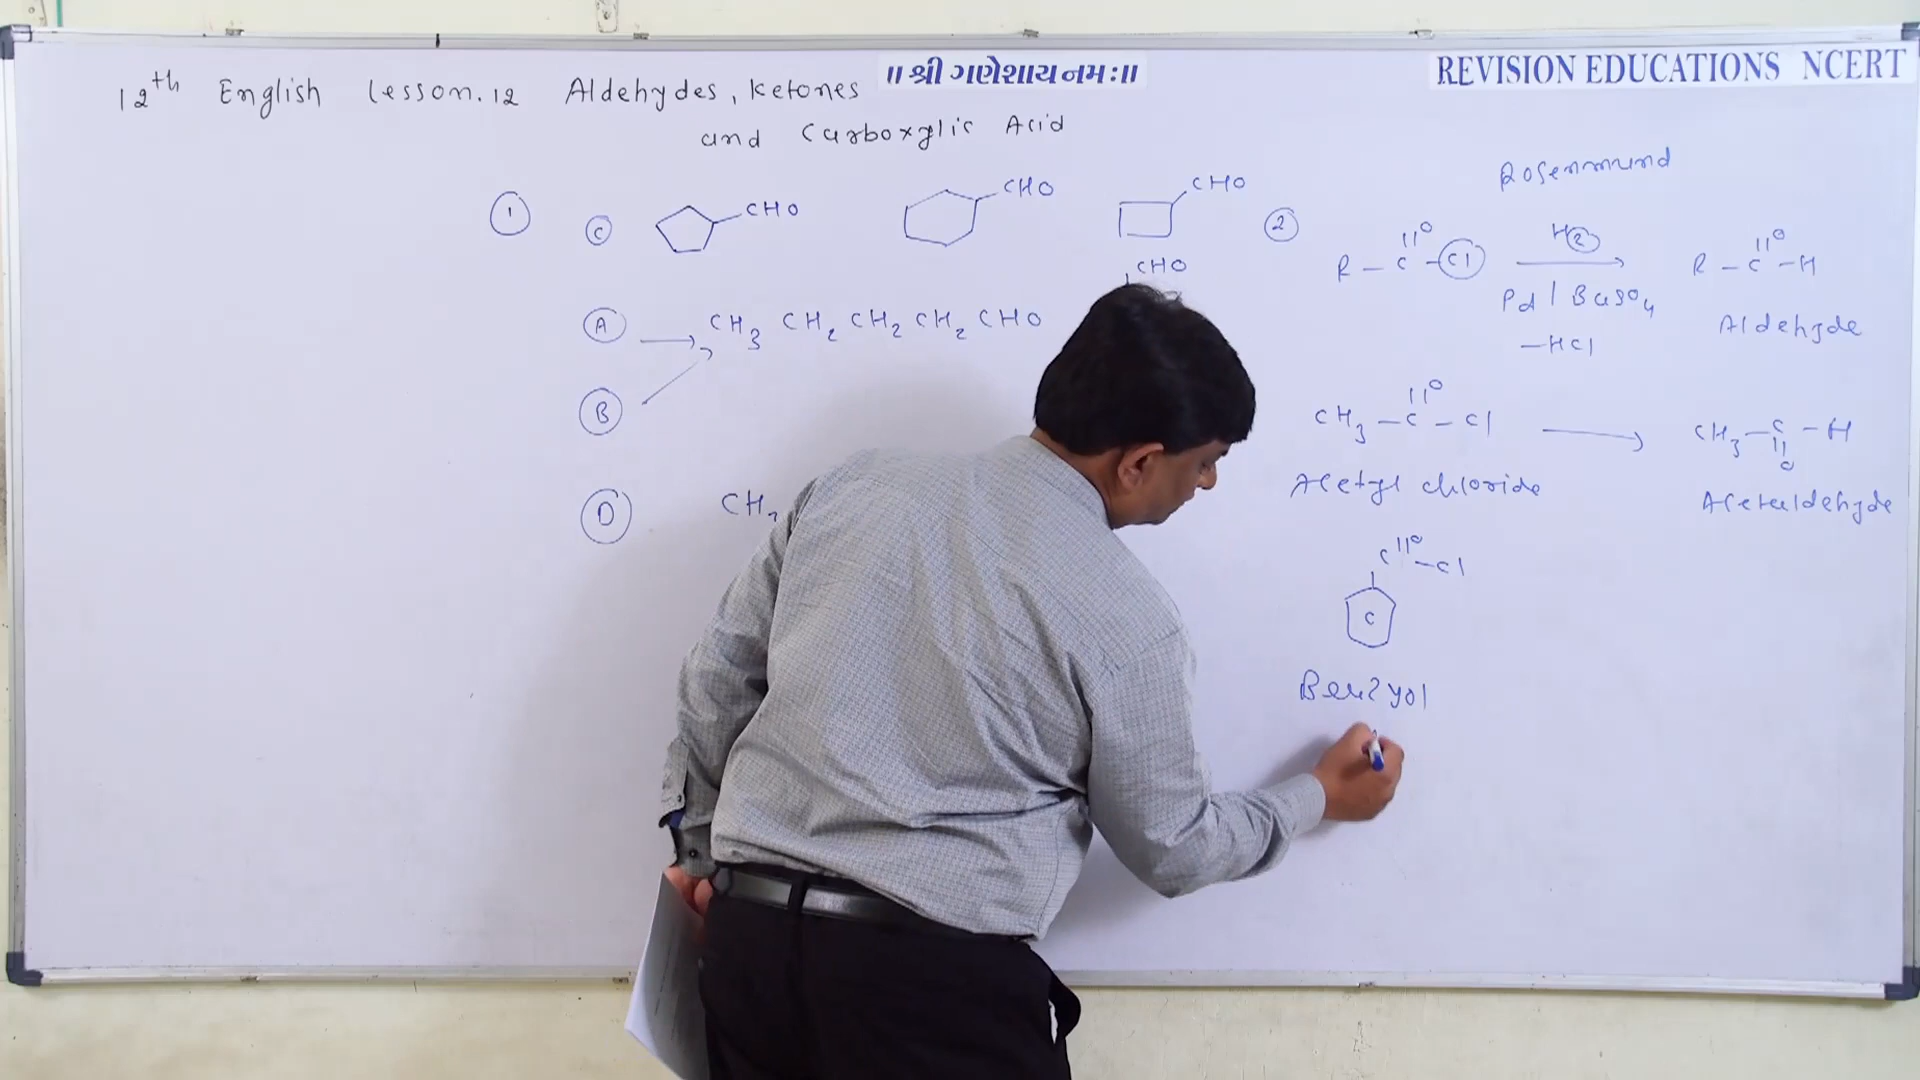 ॥ શ્રી ગણેશાય નમઃ॥
REVISION EDUCATIONS NCERT
12th English Lesson.12 Aldehydes, Ketones
and Carboxylic Acid
1
C CHO CHO CHO
CHO
A CH3 CH2 CH2 CH2 CHO
B
D CH
2 Rosenmund
R – C – Cl H2 R – C – H
O O
Pd / BaSO4 Aldehyde
–HCl
O
CH3 – C – Cl CH3 – C – H
O
Acetyl chloride Acetaldehyde
C O – Cl
C
Benzyol